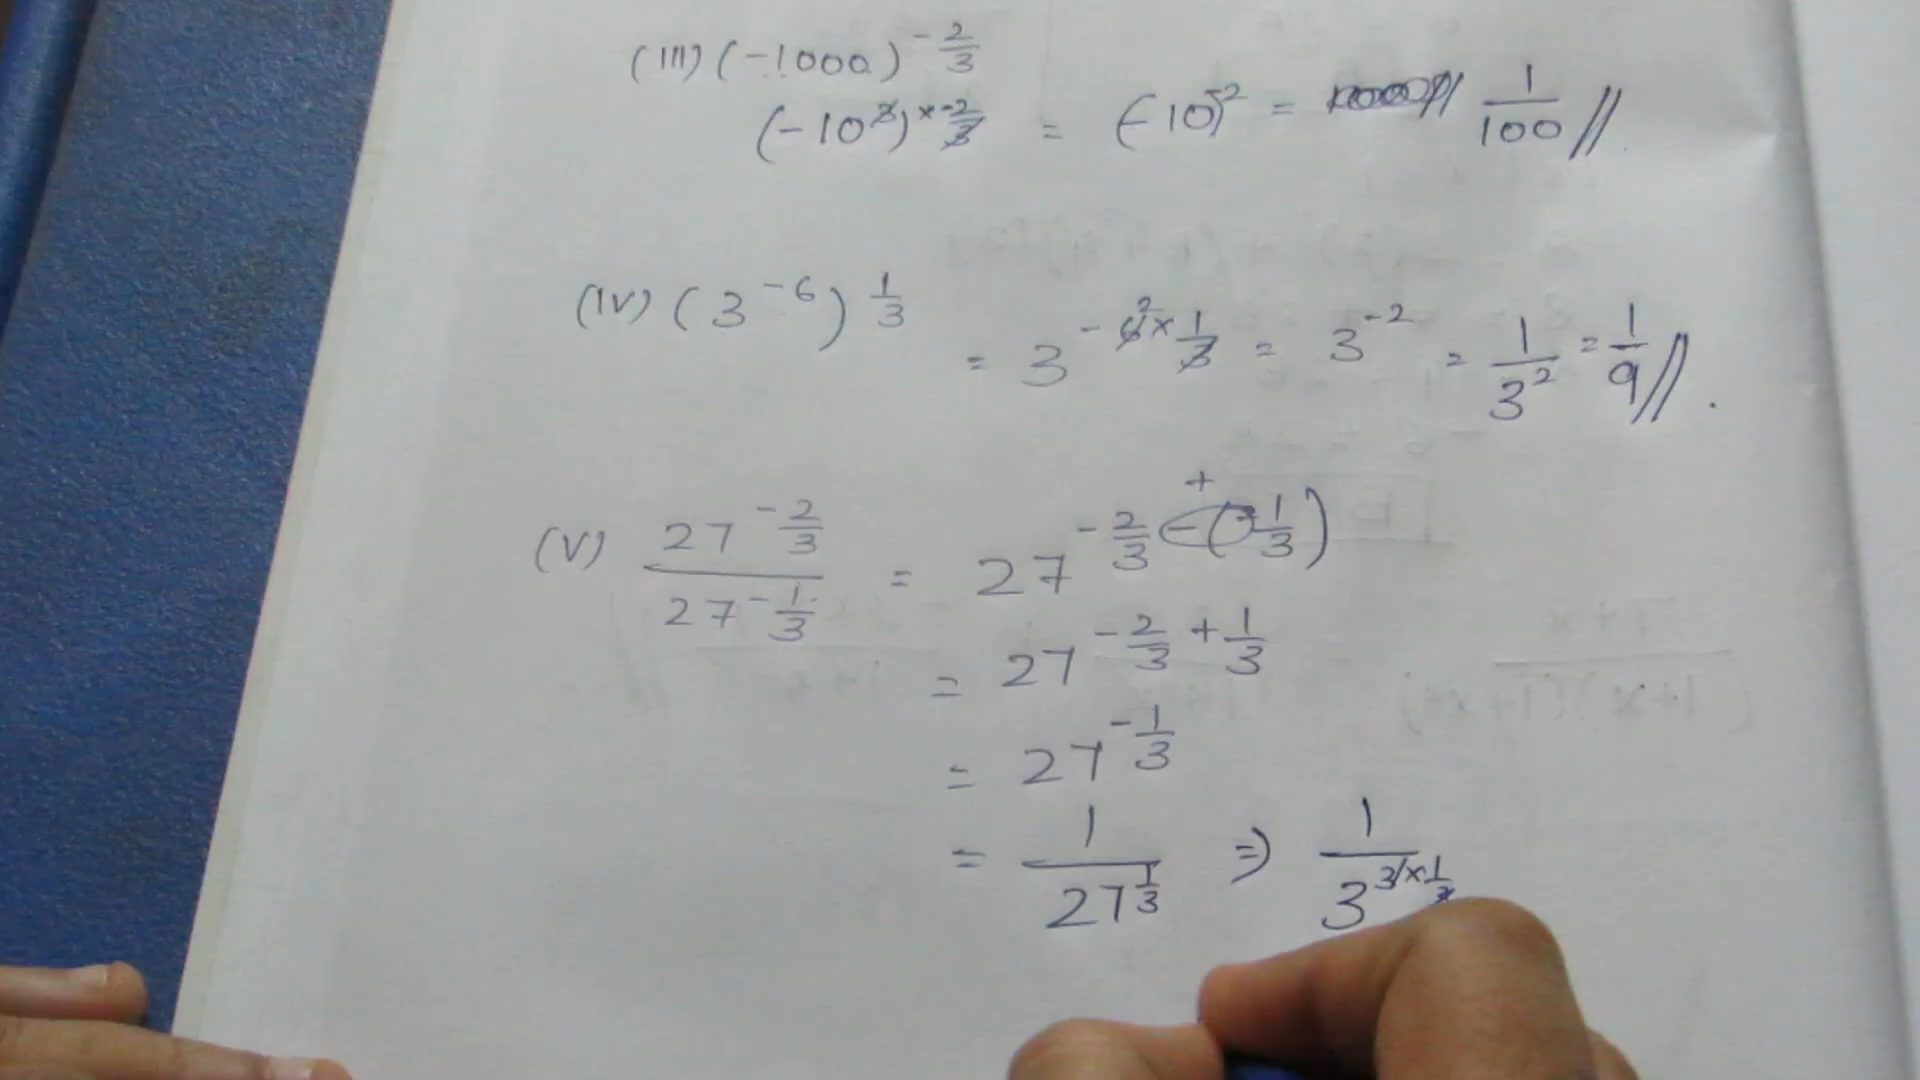 (III) (-1000)^{-2/3}
(-10^3)^{×-2/3} = (-10)^{-2} = 1/100 //
(IV) (3^{-6})^{1/3} = 3^{-6^2×1/3} = 3^{-2} = 1/3^2 = 1/9 // .
(V) 27^{-2/3} / 27^{-1/3} = 27^{-2/3 -(-1/3)} +
= 27^{-2/3 + 1/3}
= 27^{-1/3}
= 1/27^{1/3} ⇒ 1/3^{3×1/3}